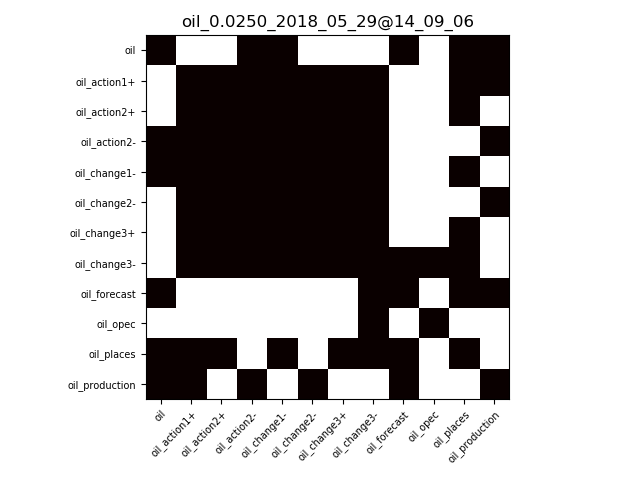 oil_0.0250_2018_05_29@14_09_06
oil
oil_action1+
oil_action2+
oil_action2-
oil_change1-
oil_change2-
oil_change3+
oil_change3-
oil_forecast
oil_opec
oil_places
oil_production
oil
oil_action1+
oil_action2+
oil_action2-
oil_change1-
oil_change2-
oil_change3+
oil_change3-
oil_forecast
oil_opec
oil_places
oil_production